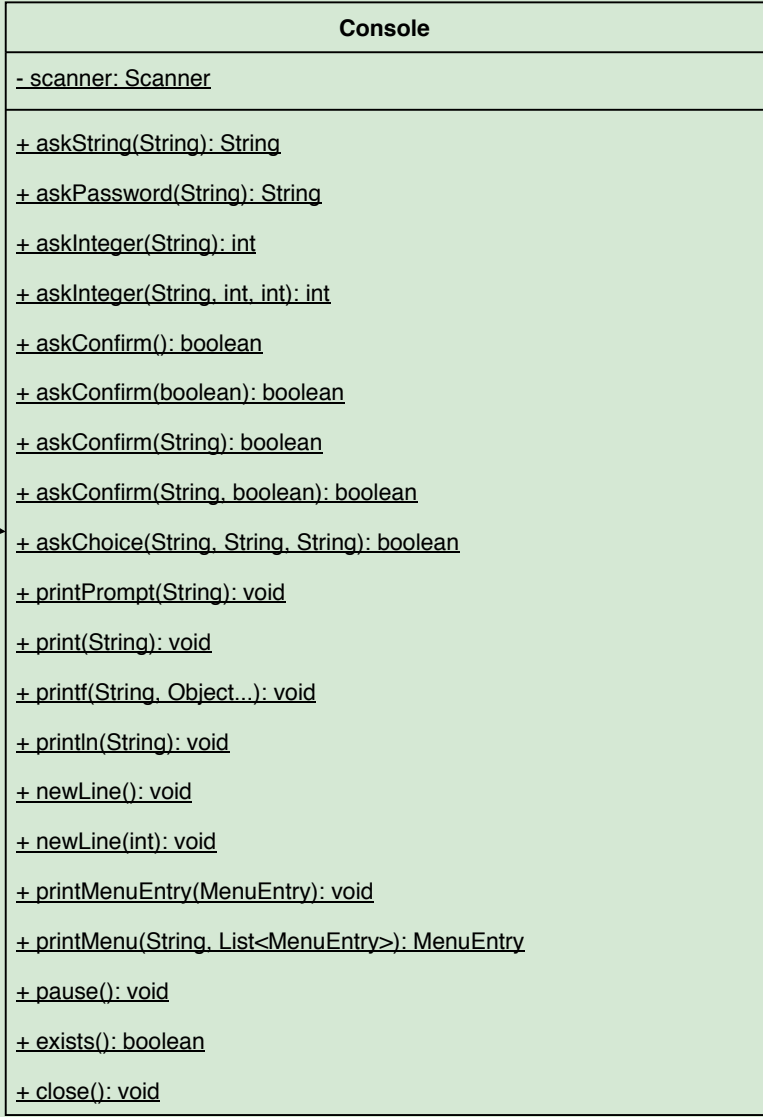 Console
- scanner: Scanner
+ askString(String): String
+ askPassword(String): String
+ askInteger(String): int
+ askInteger(String, int, int): int
+ askConfirm(): boolean
+ askConfirm(boolean): boolean
+ askConfirm(String): boolean
+ askConfirm(String, boolean): boolean
+ askChoice(String, String, String): boolean
+ printPrompt(String): void
+ print(String): void
+ printf(String, Object...): void
+ println(String): void
+ newLine(): void
+ newLine(int): void
+ printMenuEntry(MenuEntry): void
+ printMenu(String, List<MenuEntry>): MenuEntry
+ pause(): void
+ exists(): boolean
+ close(): void